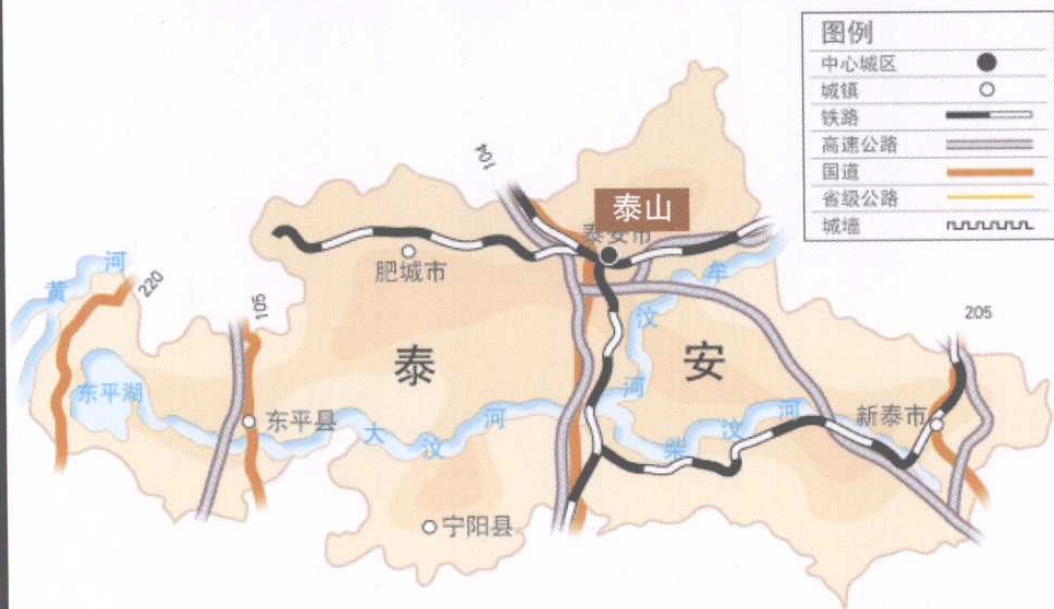 图例
中心城区
城镇
铁路
高速公路
国道
省级公路
城墙
104
泰山
泰安市
肥城市
黄河
220
105
牟汶河
205
泰安
东平湖
东平县
大汶河
柴汶河
新泰市
宁阳县